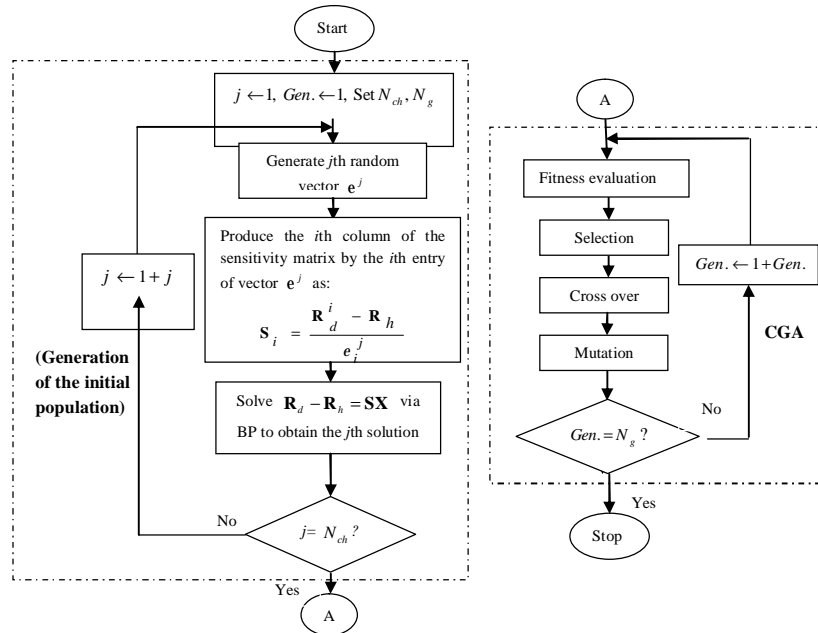 Start
j ←1, Gen. ←1, Set N_ch, N_g
Generate jth random
vector e^j
Produce the ith column of the
sensitivity matrix by the ith entry
of vector e^j as:
S_i = (R_d^i − R_h) / e_i^j
Solve R_d − R_h = SX via
BP to obtain the jth solution
j= N_ch ?
No
j ← 1 + j
(Generation
of the initial
population)
Yes
A
A
Fitness evaluation
Selection
Cross over
Mutation
Gen. = N_g ?
No
Gen. ← 1+Gen.
CGA
Yes
Stop